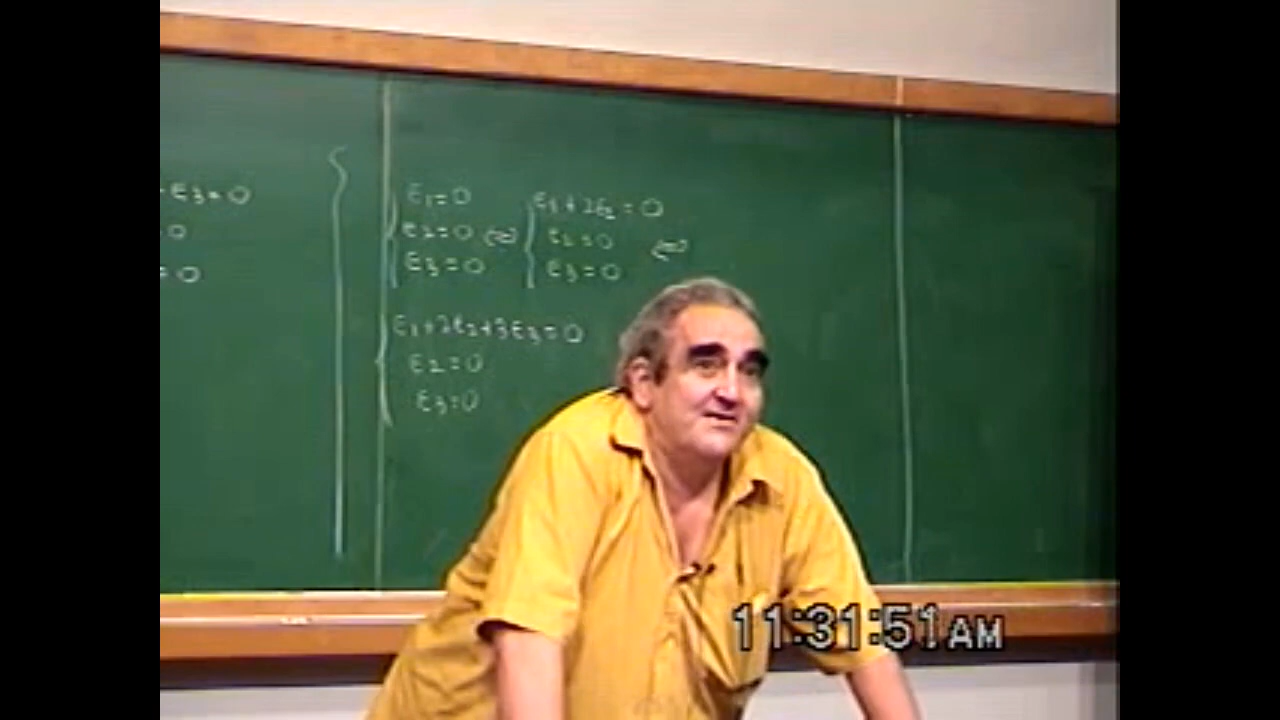 E3=0
=0
=0
E1=0
E2=0 ⇔
E3=0
E1+2E2=0
E2=0 ⇔
E3=0
E1+2E2+3E3=0
E2=0
E3=0
11:31:51AM